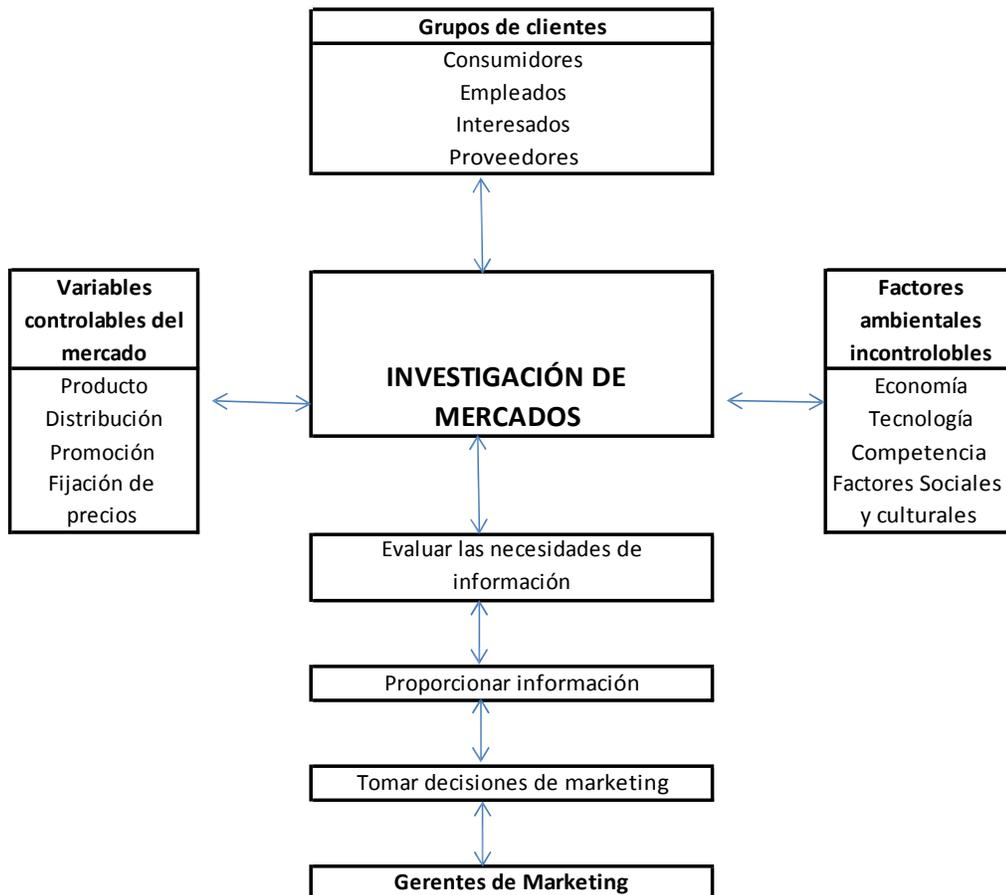 Grupos de clientes
Consumidores
Empleados
Interesados
Proveedores
Variables
controlables del
mercado
Producto
Distribución
Promoción
Fijación de
precios
INVESTIGACIÓN DE
MERCADOS
Factores
ambientales
incontrolobles
Economía
Tecnología
Competencia
Factores Sociales
y culturales
Evaluar las necesidades de
información
Proporcionar información
Tomar decisiones de marketing
Gerentes de Marketing